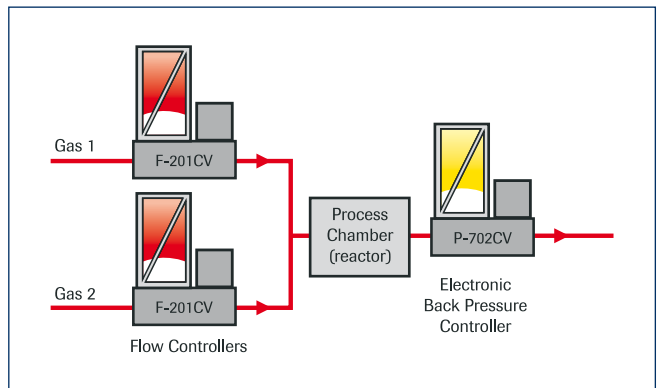 Gas 1
F-201CV
Gas 2
F-201CV
Flow Controllers
Process
Chamber
(reactor)
P-702CV
Electronic
Back Pressure
Controller